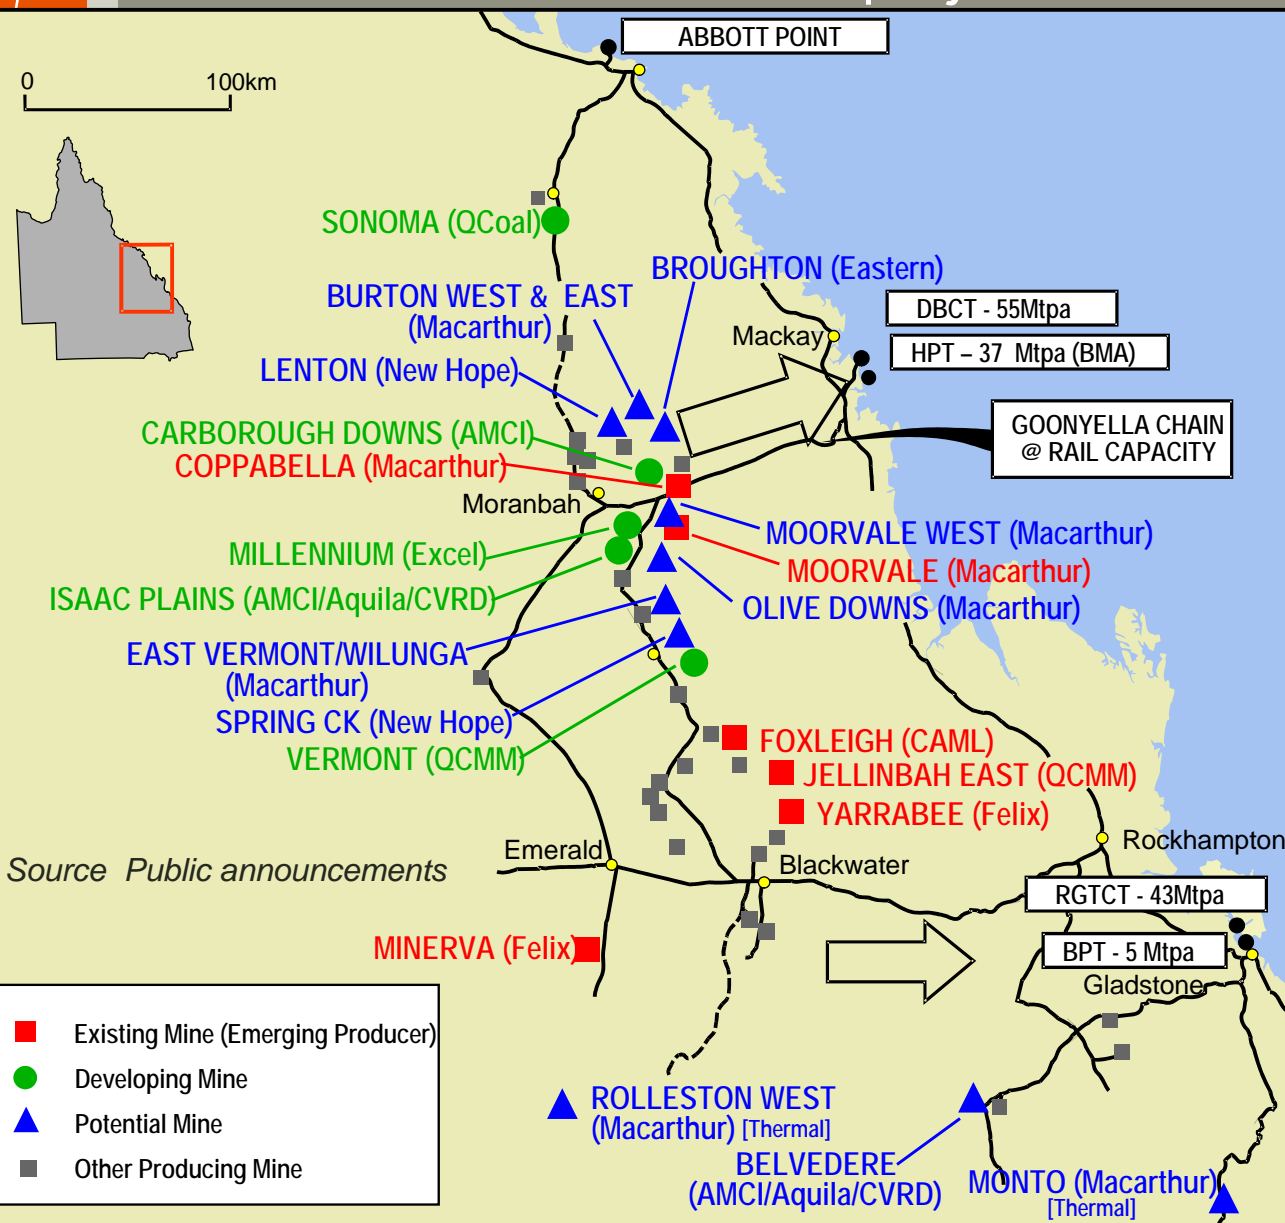 ABBOTT POINT
0 100km
SONOMA (QCoal)
BROUGHTON (Eastern)
BURTON WEST & EAST
(Macarthur)
DBCT - 55Mtpa
Mackay
HPT – 37 Mtpa (BMA)
LENTON (New Hope)
GOONYELLA CHAIN
@ RAIL CAPACITY
CARBOROUGH DOWNS (AMCI)
COPPABELLA (Macarthur)
Moranbah
MOORVALE WEST (Macarthur)
MILLENNIUM (Excel)
MOORVALE (Macarthur)
ISAAC PLAINS (AMCI/Aquila/CVRD)
OLIVE DOWNS (Macarthur)
EAST VERMONT/WILUNGA
(Macarthur)
SPRING CK (New Hope)
VERMONT (QCMM)
FOXLEIGH (CAML)
JELLINBAH EAST (QCMM)
YARRABEE (Felix)
Rockhampton
Emerald
Blackwater
Source Public announcements
RGTCT - 43Mtpa
MINERVA (Felix)
BPT - 5 Mtpa
Gladstone
Existing Mine (Emerging Producer)
Developing Mine
Potential Mine
Other Producing Mine
ROLLESTON WEST
(Macarthur) [Thermal]
BELVEDERE
(AMCI/Aquila/CVRD)
MONTO (Macarthur)
[Thermal]